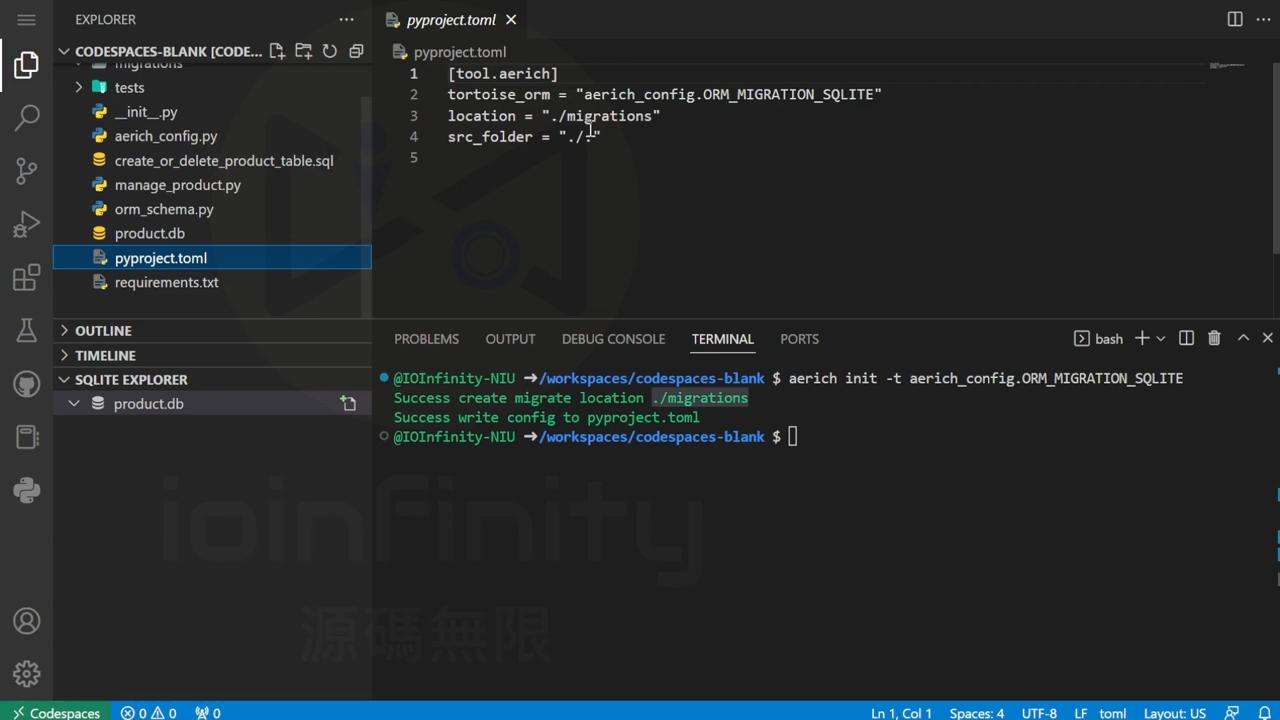 EXPLORER
pyproject.toml
CODESPACES-BLANK [CODE...
pyproject.toml
migrations
tests
__init__.py
aerich_config.py
create_or_delete_product_table.sql
manage_product.py
orm_schema.py
product.db
pyproject.toml
requirements.txt
1 [tool.aerich]
2 tortoise_orm = "aerich_config.ORM_MIGRATION_SQLITE"
3 location = "./migrations"
4 src_folder = "./."
5
OUTLINE
TIMELINE
SQLITE EXPLORER
product.db
PROBLEMS OUTPUT DEBUG CONSOLE TERMINAL PORTS
bash
@IOInfinity-NIU ➜/workspaces/codespaces-blank $ aerich init -t aerich_config.ORM_MIGRATION_SQLITE
Success create migrate location ./migrations
Success write config to pyproject.toml
@IOInfinity-NIU ➜/workspaces/codespaces-blank $
ioinfinity
源碼無限
Codespaces 0 0 0 Ln 1, Col 1 Spaces: 4 UTF-8 LF toml Layout: US